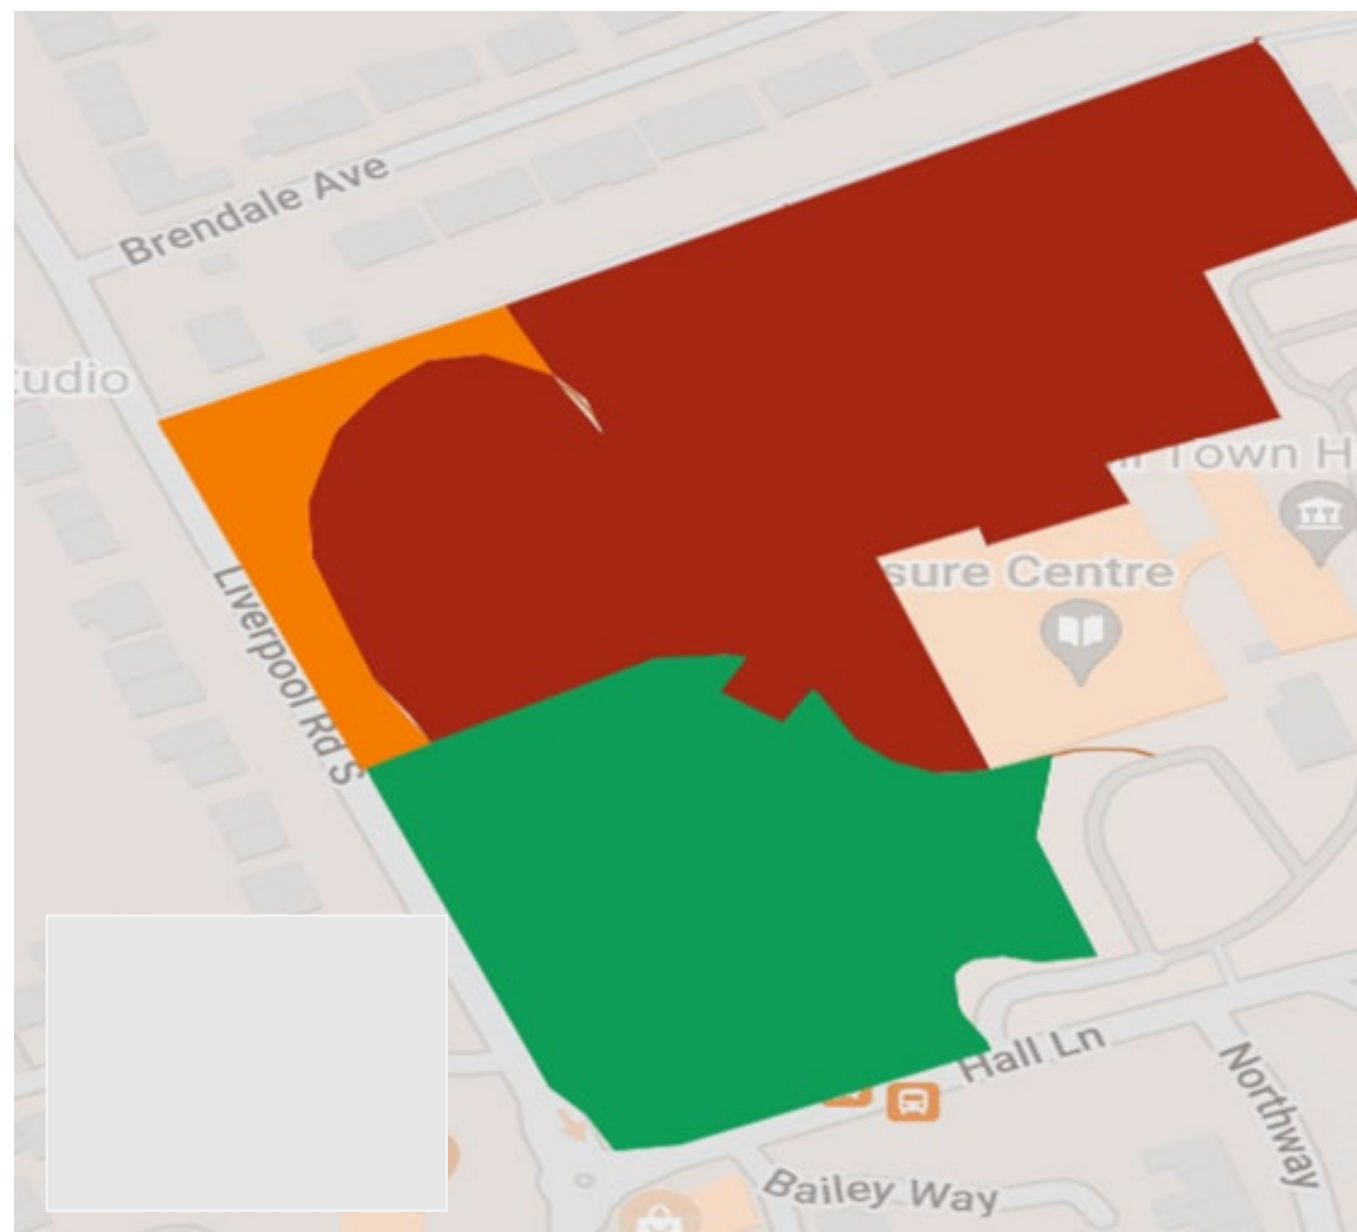 Brendale Ave
tudio
Town H
sure Centre
Liverpool Rd S
Hall Ln
Northway
Bailey Way